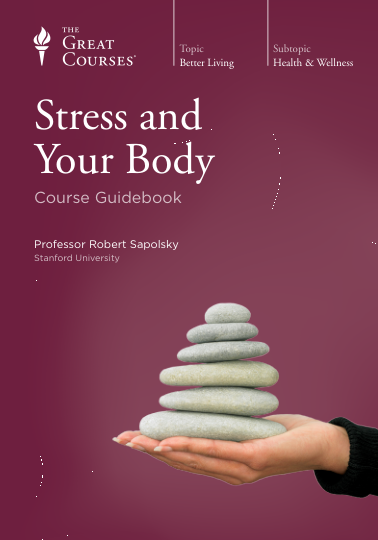 THE
GREAT
COURSES®
Topic
Better Living
Subtopic
Health & Wellness
Stress and
Your Body
Course Guidebook
Professor Robert Sapolsky
Stanford University